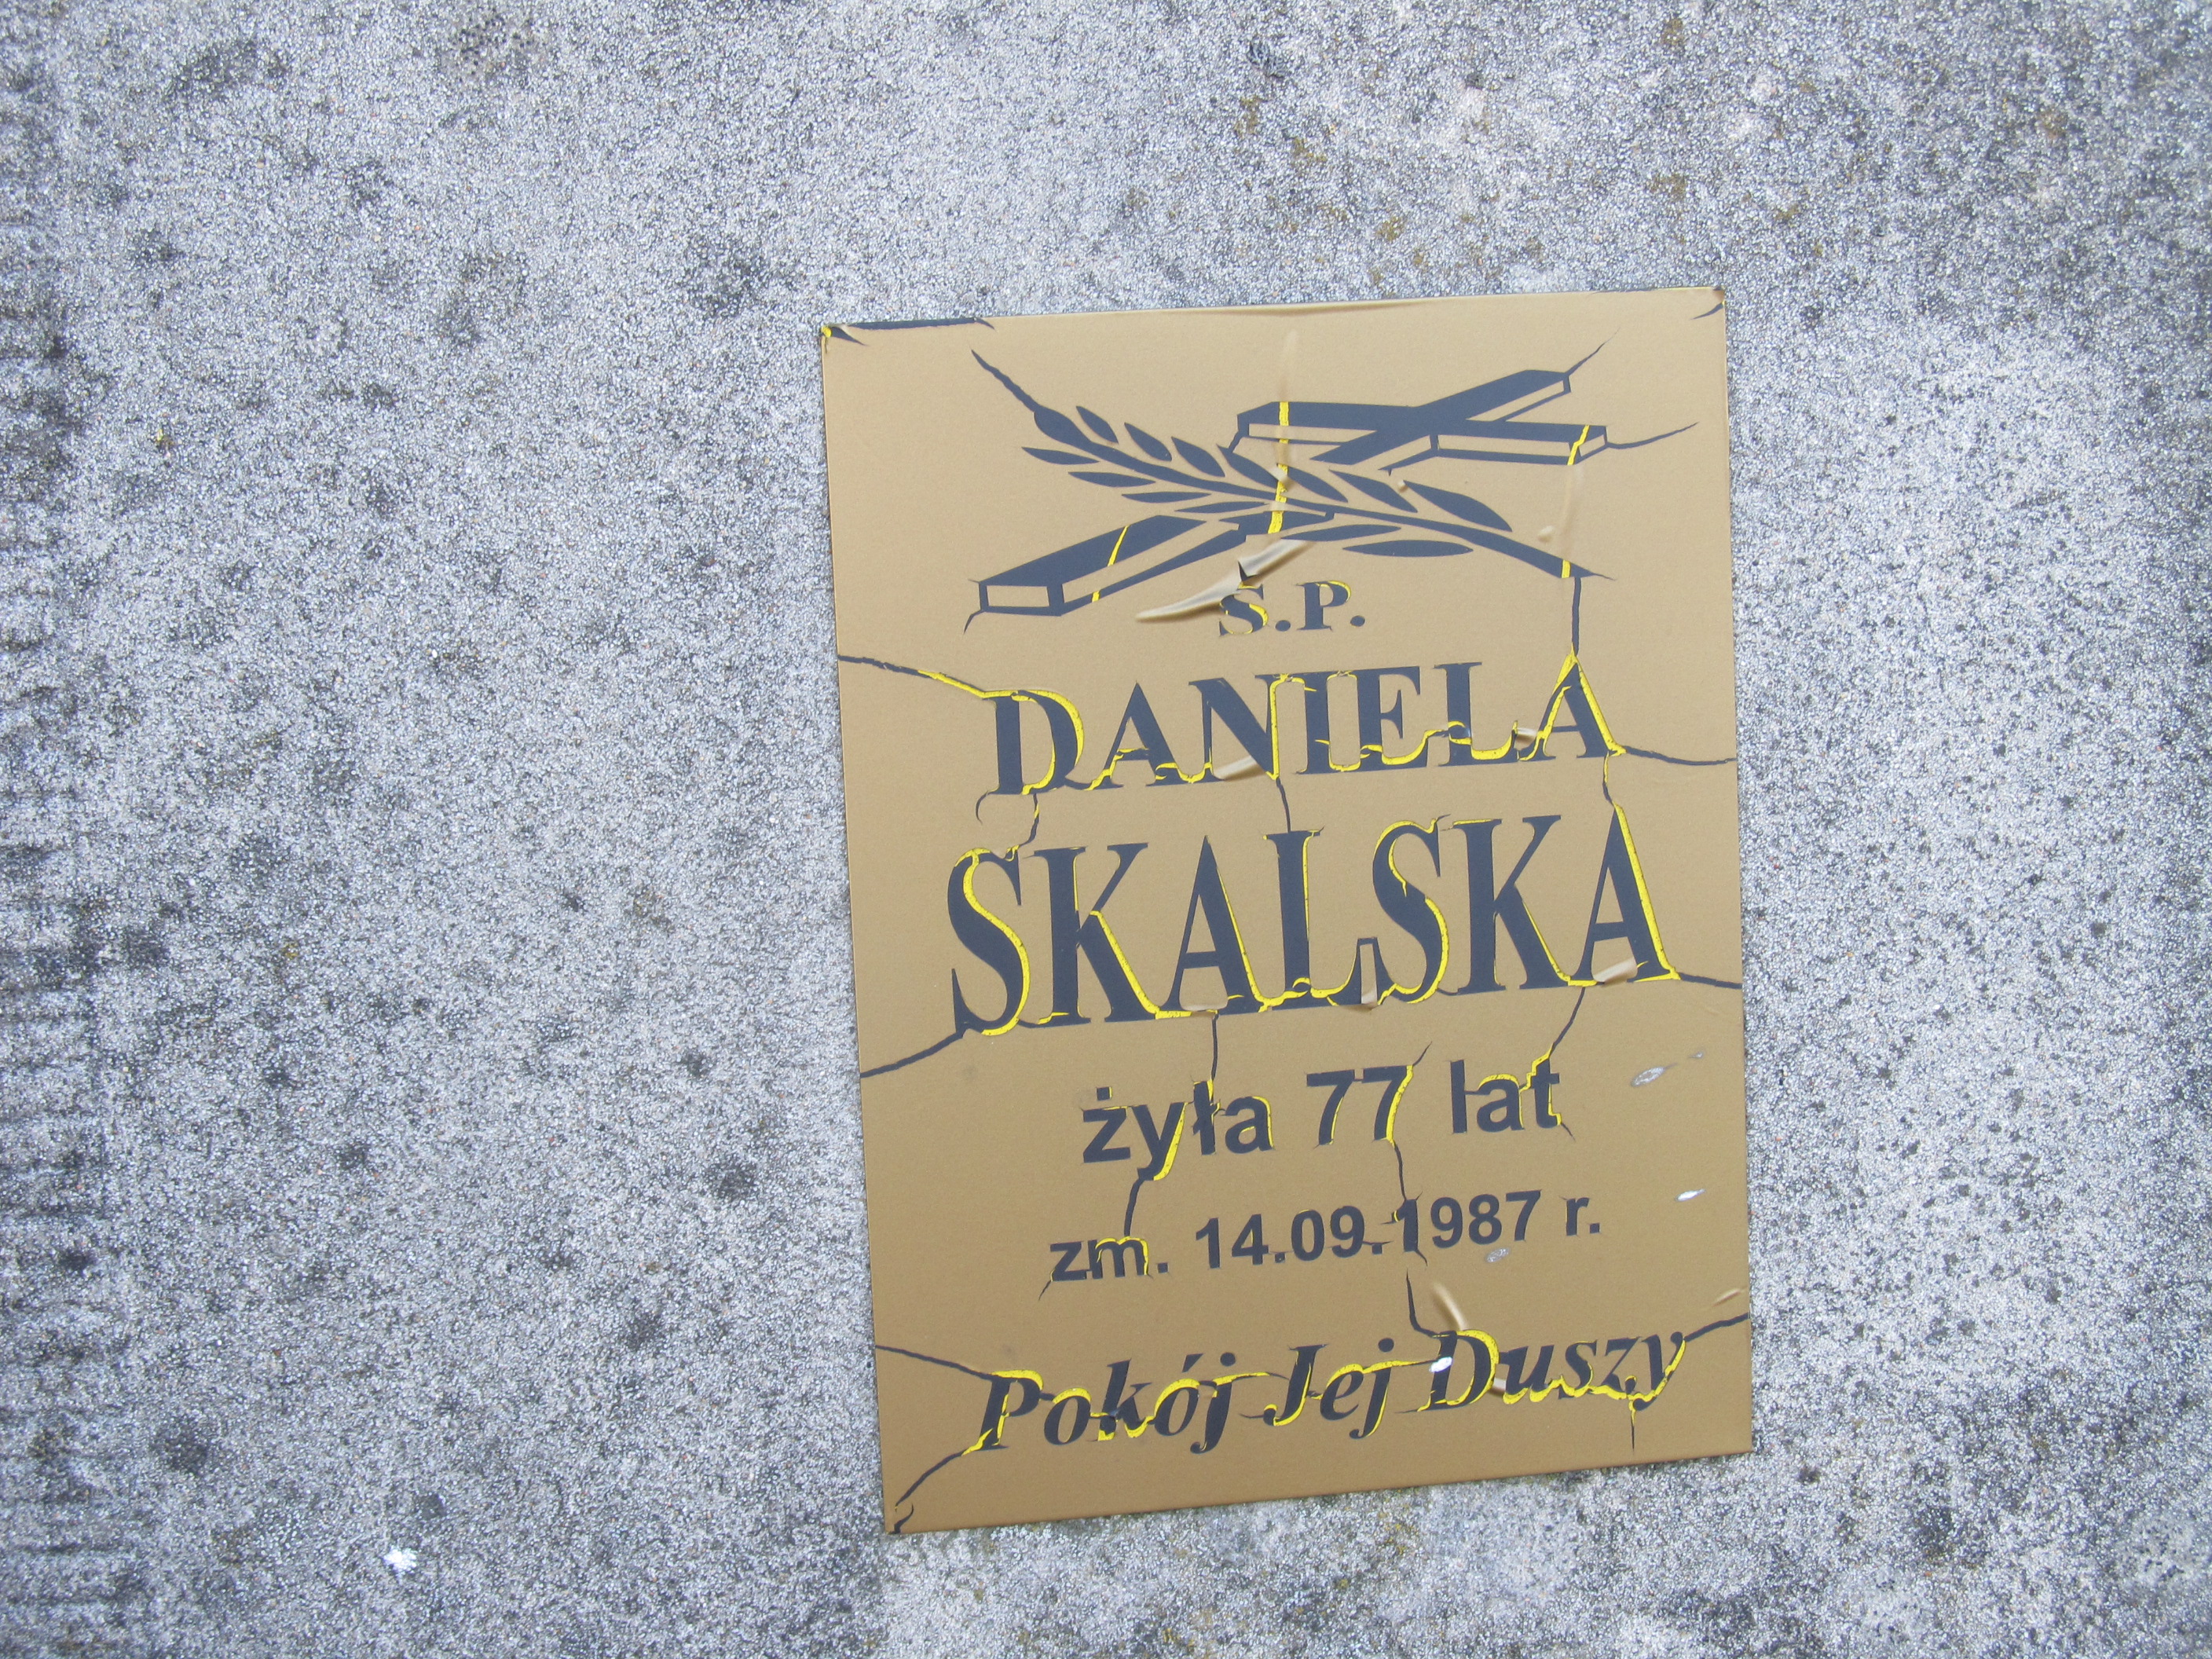 Ś.P.
DANIELA
SKALSKA
żyła 77 lat
zm. 14.09.1987 r.
Pokój Jej Duszy